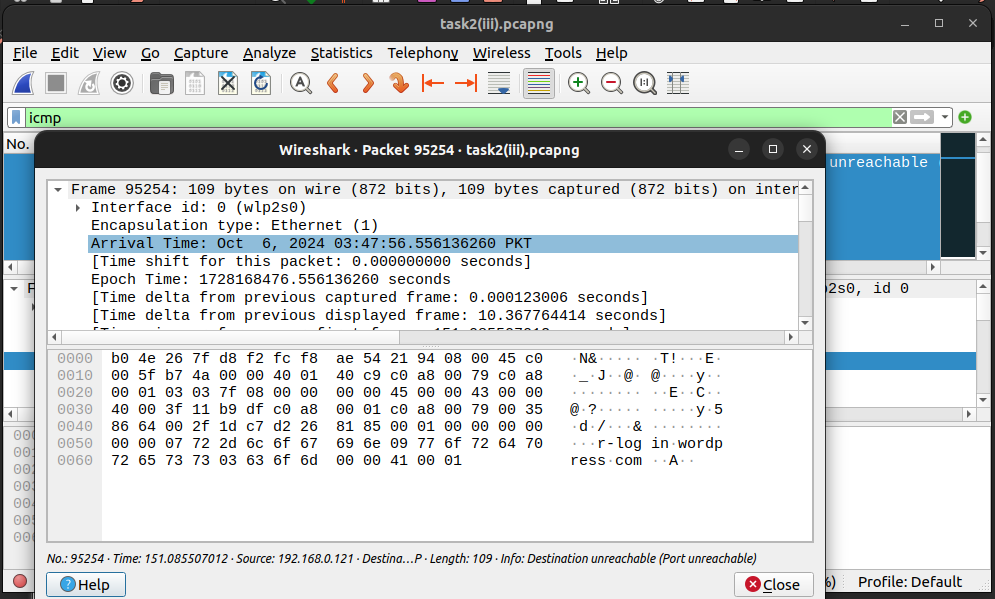 task2(iii).pcapng
File Edit View Go Capture Analyze Statistics Telephony Wireless Tools Help
icmp
No.
Wireshark · Packet 95254 · task2(iii).pcapng
unreachable
Frame 95254: 109 bytes on wire (872 bits), 109 bytes captured (872 bits) on inter
Interface id: 0 (wlp2s0)
Encapsulation type: Ethernet (1)
Arrival Time: Oct  6, 2024 03:47:56.556136260 PKT
[Time shift for this packet: 0.000000000 seconds]
Epoch Time: 1728168476.556136260 seconds
[Time delta from previous captured frame: 0.000123006 seconds]
[Time delta from previous displayed frame: 10.367764414 seconds]
p2s0, id 0
0000 b0 4e 26 7f d8 f2 fc f8 ae 54 21 94 08 00 45 c0 ·N&····· ·T!···E·
0010 00 5f b7 4a 00 00 40 01 40 c9 c0 a8 00 79 c0 a8 ·_·J··@· @····y··
0020 00 01 03 03 7f 08 00 00 00 00 45 00 00 43 00 00 ········ ··E··C··
0030 40 00 3f 11 b9 df c0 a8 00 01 c0 a8 00 79 00 35 @·?····· ·····y·5
0040 86 64 00 2f 1d c7 d2 26 81 85 00 01 00 00 00 00 ·d·/···& ········
0050 00 00 07 72 2d 6c 6f 67 69 6e 09 77 6f 72 64 70 ···r-log in·wordp
0060 72 65 73 73 03 63 6f 6d 00 00 41 00 01 ress·com ··A··
No.: 95254 · Time: 151.085507012 · Source: 192.168.0.121 · Destina…P · Length: 109 · Info: Destination unreachable (Port unreachable)
Help
Close
%)
Profile: Default